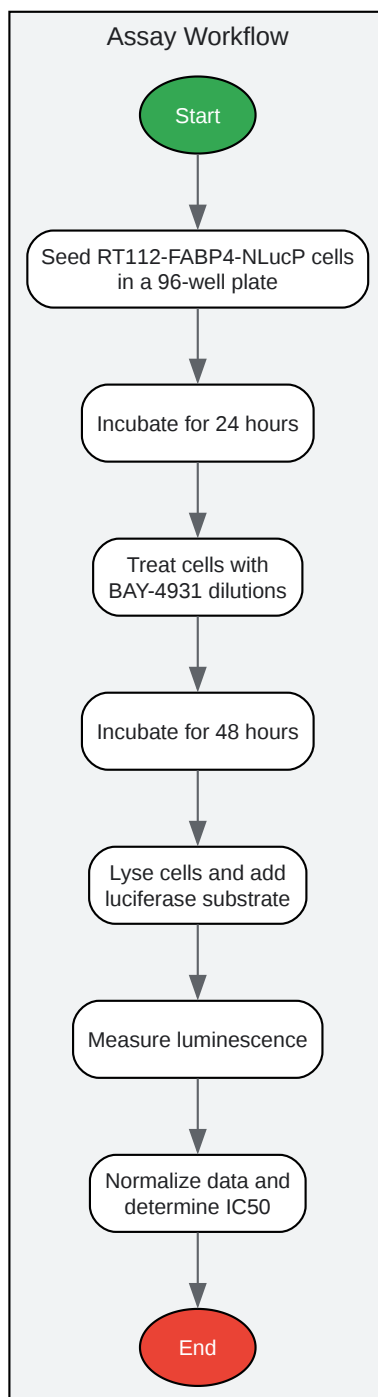 Assay Workflow
Start
Seed RT112-FABP4-NLucP cells
in a 96-well plate
Incubate for 24 hours
Treat cells with
BAY-4931 dilutions
Incubate for 48 hours
Lyse cells and add
luciferase substrate
Measure luminescence
Normalize data and
determine IC50
End